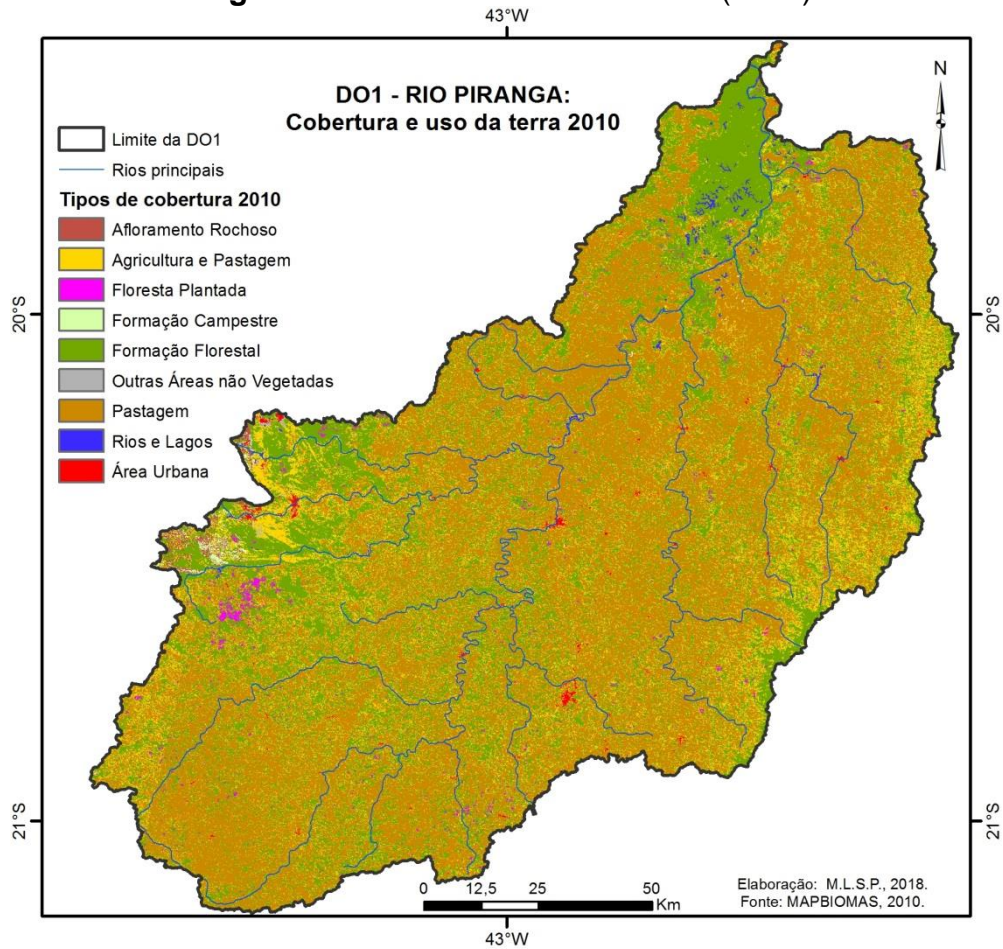 43°W
DO1 - RIO PIRANGA:
Cobertura e uso da terra 2010
N
Limite da DO1
Rios principais
Tipos de cobertura 2010
Afloramento Rochoso
Agricultura e Pastagem
Floresta Plantada
Formação Campestre
Formação Florestal
Outras Áreas não Vegetadas
Pastagem
Rios e Lagos
Área Urbana
20°S
20°S
21°S
21°S
0 12,5 25 50
Km
Elaboração: M.L.S.P., 2018.
Fonte: MAPBIOMAS, 2010.
43°W